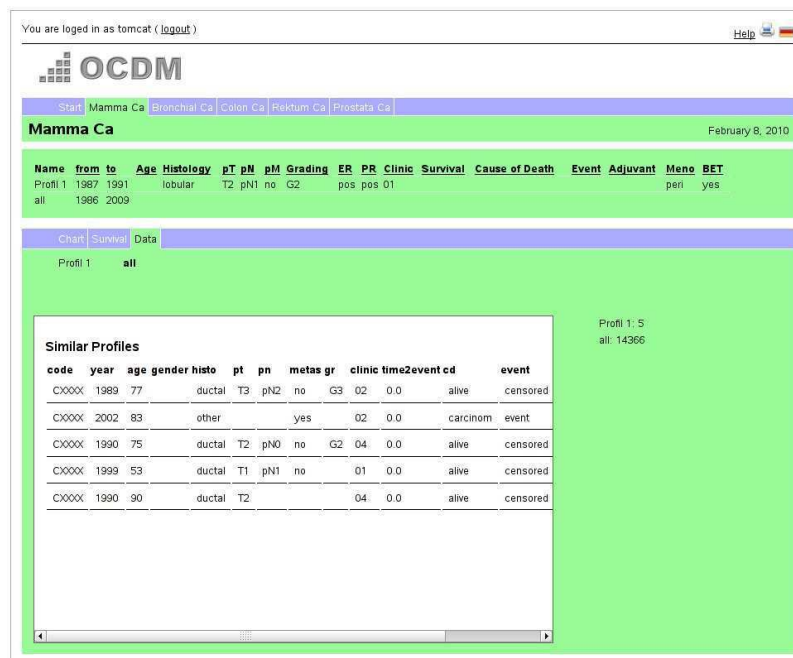 You are loged in as tomcat ( logout )
Help
OCDM
Start Mamma Ca Bronchial Ca Colon Ca Rektum Ca Prostata Ca
Mamma Ca February 8, 2010
Name from to Age Histology pT pN pM Grading ER PR Clinic Survival Cause of Death Event Adjuvant Meno BET
Profil 1 1987 1991 lobular T2 pN1 no G2 pos pos 01 peri yes
all 1986 2009
Chart Survival Data
Profil 1 all
Profil 1: 5
all: 14366
Similar Profiles
code year age gender histo pt pn metas gr clinic time2event cd event
CXXXX 1989 77 ductal T3 pN2 no G3 02 0.0 alive censored
CXXXX 2002 83 other yes 02 0.0 carcinom event
CXXXX 1990 75 ductal T2 pN0 no G2 04 0.0 alive censored
CXXXX 1999 53 ductal T1 pN1 no 01 0.0 alive censored
CXXXX 1990 90 ductal T2 04 0.0 alive censored